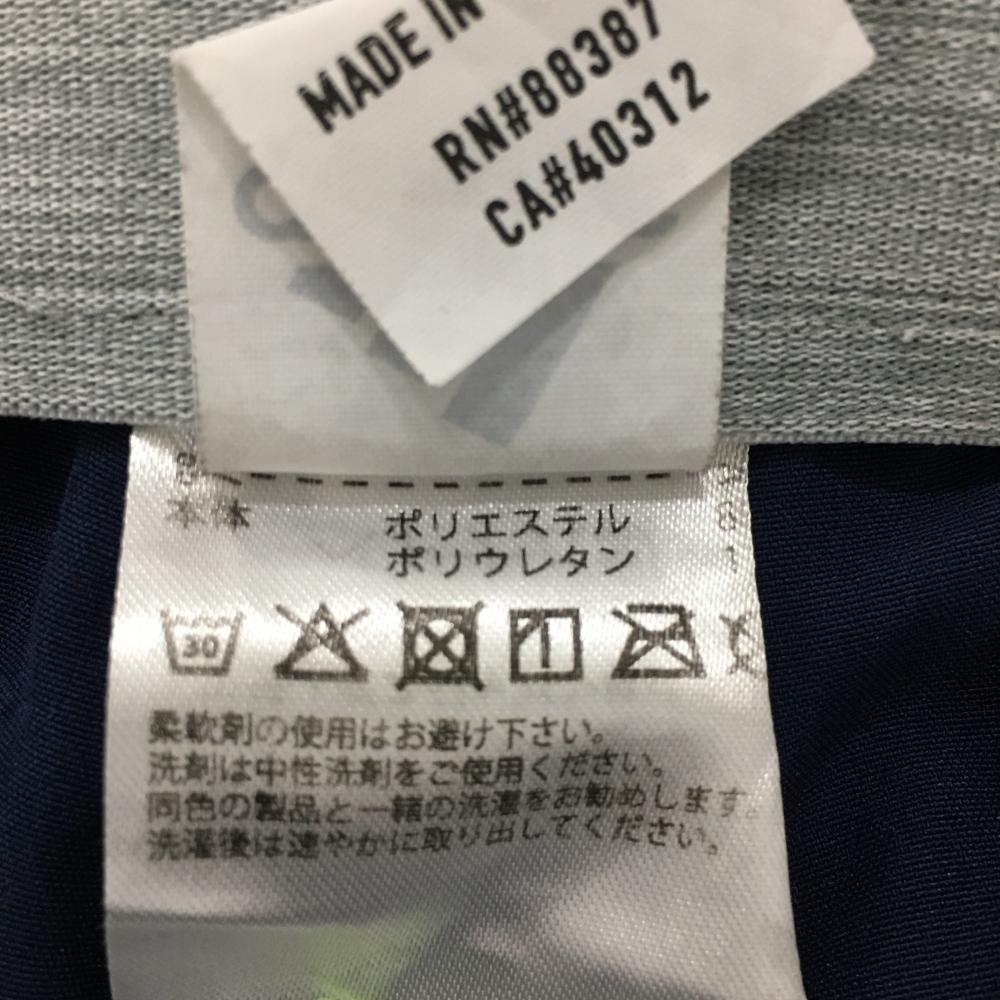 MADE IN
RN#88387
CA#40312
本体 ポリエステル
ポリウレタン
30
柔軟剤の使用はお避け下さい。
洗剤は中性洗剤をご使用ください。
同色の製品と一緒の洗濯をお勧めします。
洗濯後は速やかに取り出してください。